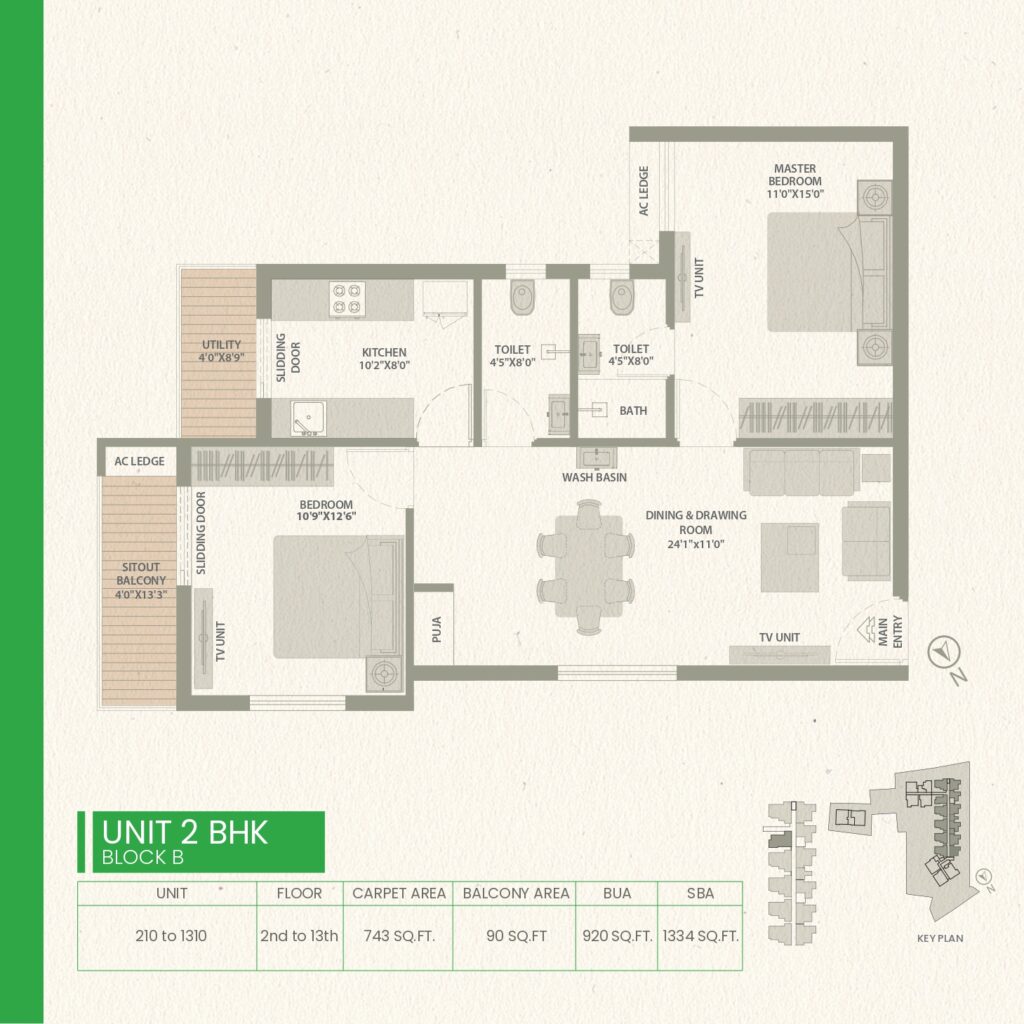 MASTER
BEDROOM
11'0"X15'0"
AC LEDGE
TV UNIT
UTILITY
4'0"X8'9"
SLIDDING
DOOR
KITCHEN
10'2"X8'0"
TOILET
4'5"X8'0"
TOILET
4'5"X8'0"
BATH
AC LEDGE
WASH BASIN
SLIDDING DOOR
BEDROOM
10'9"X12'6"
DINING & DRAWING
ROOM
24'1"x11'0"
SITOUT
BALCONY
4'0"X13'3"
TV UNIT
PUJA
TV UNIT
MAIN
ENTRY
N
UNIT 2 BHK
BLOCK B
UNIT FLOOR CARPET AREA BALCONY AREA BUA SBA
210 to 1310 2nd to 13th 743 SQ.FT. 90 SQ.FT 920 SQ.FT. 1334 SQ.FT.
N
KEY PLAN